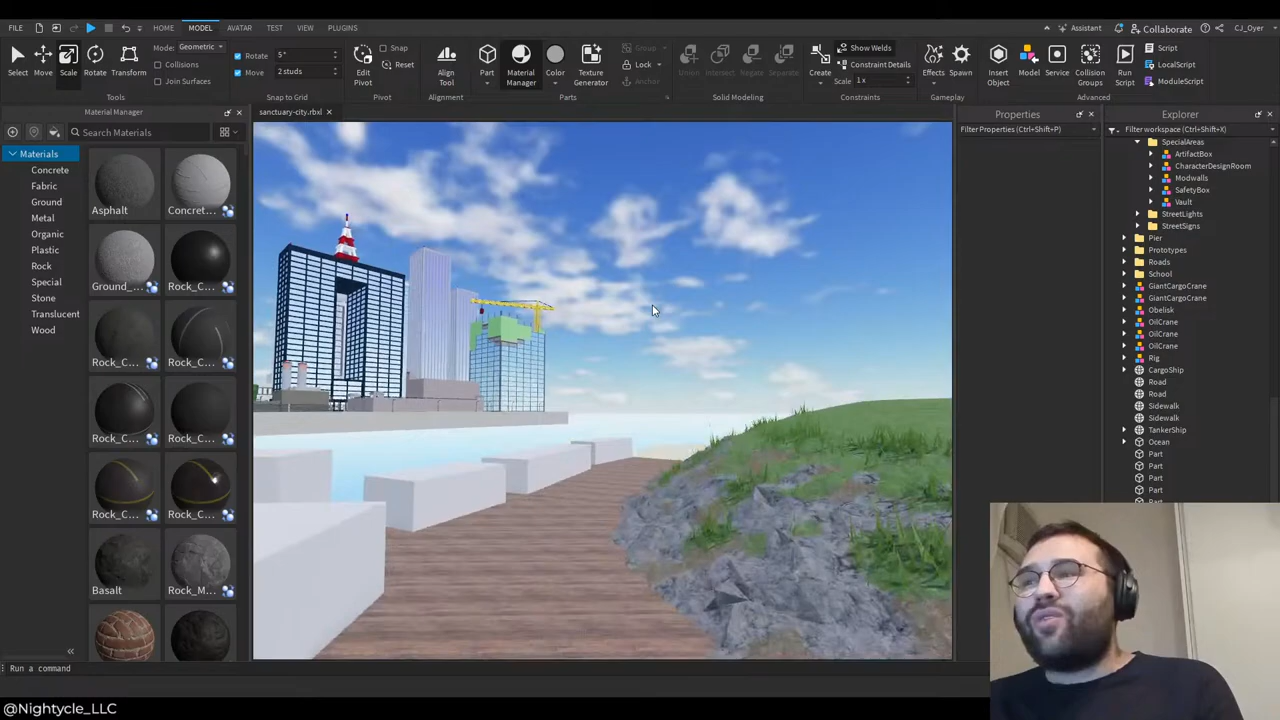 FILE HOME MODEL AVATAR TEST VIEW PLUGINS Assistant Collaborate CJ_Oyer
Select Move Scale Rotate Transform
Mode: Geometric
Collisions
Join Surfaces
Tools
Rotate 5°
Move 2 studs
Snap to Grid
Edit Pivot
Snap
Reset
Pivot
Align Tool
Alignment
Part Material Manager Color Texture Generator
Group
Lock
Anchor
Parts
Union Intersect Negate Separate
Solid Modeling
Create
Show Welds
Constraint Details
Scale 1x
Constraints
Effects Spawn
Gameplay
Insert Object Model Service Collision Groups Run Script
Script
LocalScript
ModuleScript
Advanced
Material Manager
Search Materials
Materials
Concrete
Fabric
Ground
Metal
Organic
Plastic
Rock
Special
Stone
Translucent
Wood
Asphalt Concret...
Ground_... Rock_C...
Rock_C... Rock_C...
Rock_C... Rock_C...
Rock_C... Rock_C...
Basalt Rock_M...
sanctuary-city.rbxl
Properties
Filter Properties (Ctrl+Shift+P)
Explorer
Filter workspace (Ctrl+Shift+X)
SpecialAreas
ArtifactBox
CharacterDesignRoom
Modwalls
SafetyBox
Vault
StreetLights
StreetSigns
Pier
Prototypes
Roads
School
GiantCargoCrane
GiantCargoCrane
Obelisk
OilCrane
OilCrane
OilCrane
Rig
CargoShip
Road
Road
Sidewalk
Sidewalk
TankerShip
Ocean
Part
Part
Part
Part
Run a command
@Nightycle_LLC